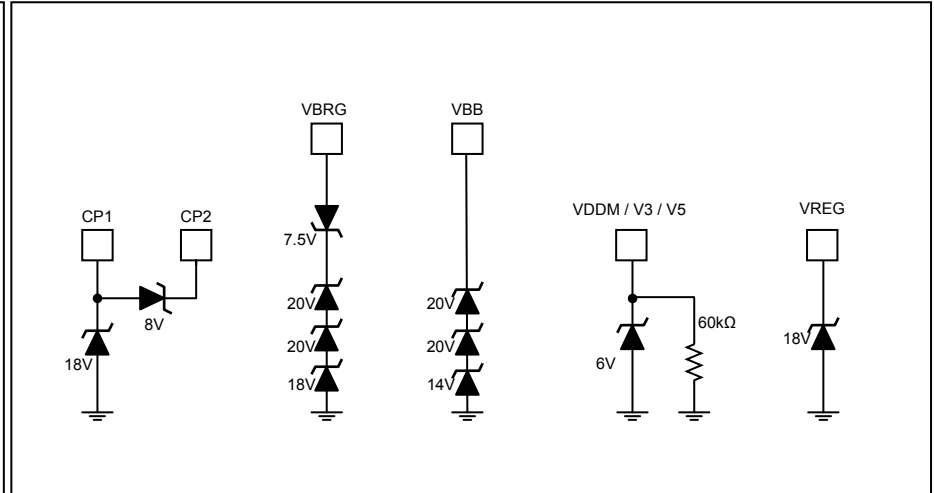 VBRG
VBB
CP1
CP2
VDDM / V3 / V5
VREG
7.5V
20V
20V
8V
60kΩ
20V
20V
18V
18V
6V
18V
14V